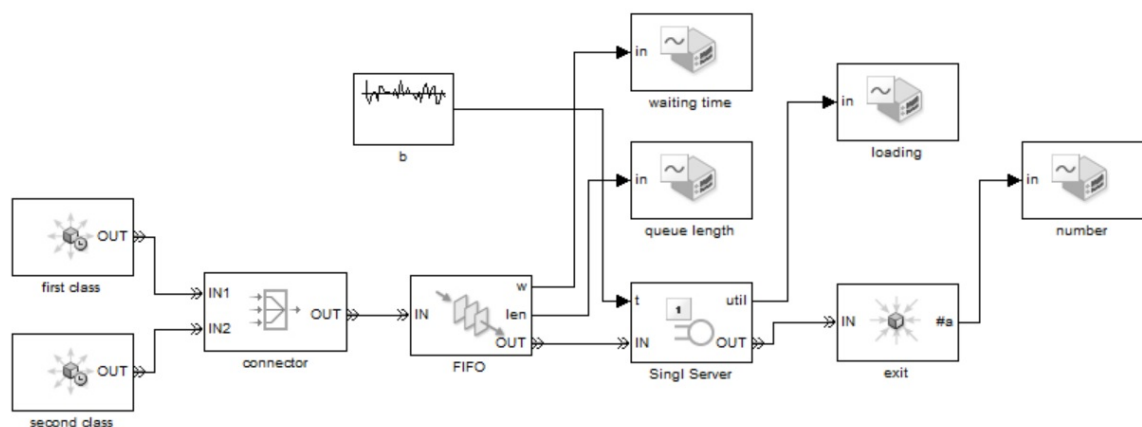 in
waiting time
in
loading
b
in
queue length
in
number
OUT
first class
IN1
IN2
OUT
connector
IN
w
len
OUT
FIFO
t
IN
1
util
OUT
Singl Server
IN
#a
exit
OUT
second class